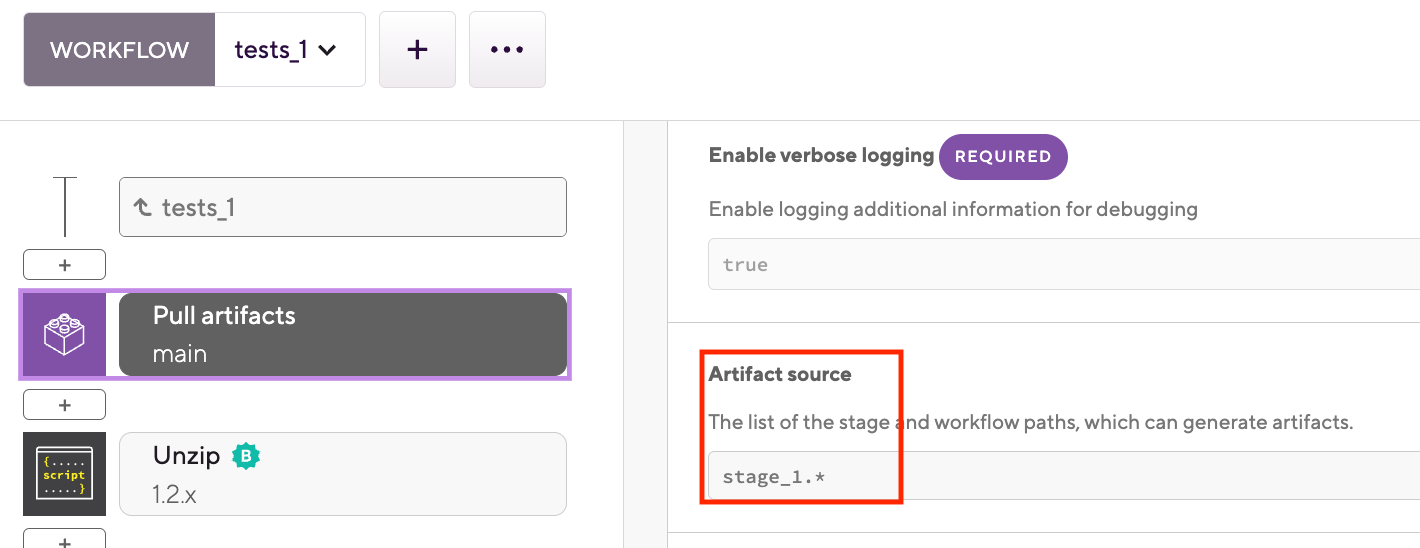 WORKFLOW tests_1 + ...
tests_1
+
Pull artifacts
main
+
{.....
script
.....}
Unzip B
1.2.x
+
Enable verbose logging REQUIRED
Enable logging additional information for debugging
true
Artifact source
The list of the stage and workflow paths, which can generate artifacts.
stage_1.*